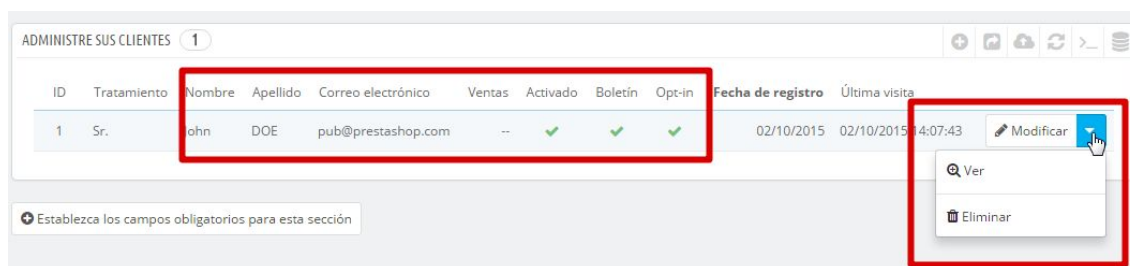 ADMINISTRE SUS CLIENTES 1
ID Tratamiento Nombre Apellido Correo electrónico Ventas Activado Boletín Opt-in Fecha de registro Última visita
1 Sr. John DOE pub@prestashop.com -- 02/10/2015 02/10/2015 14:07:43 Modificar
Ver
Eliminar
Establezca los campos obligatorios para esta sección